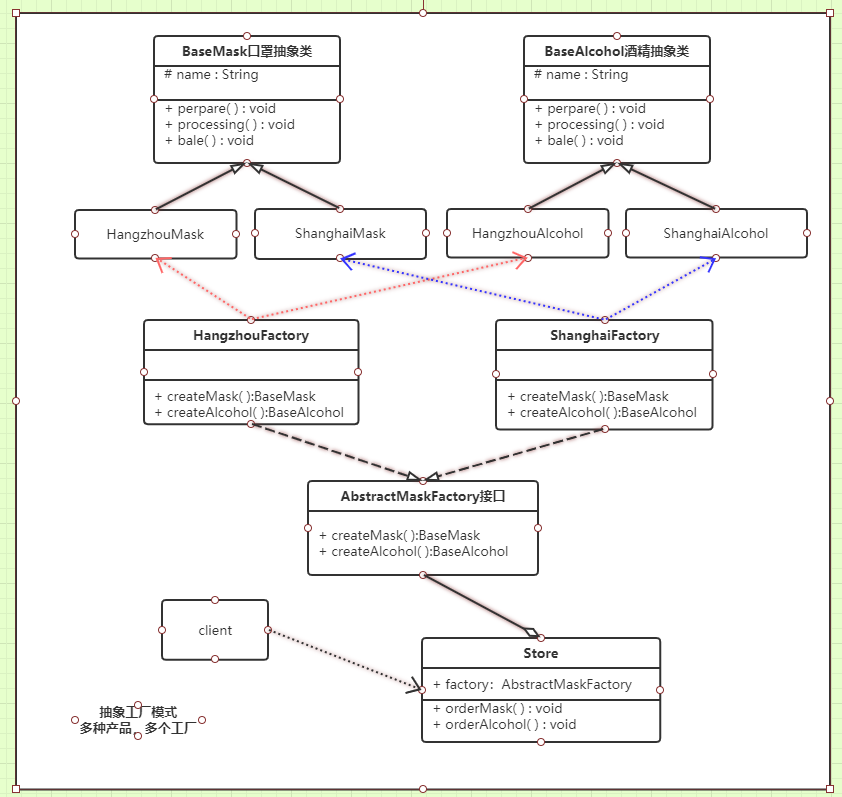 BaseMask口罩抽象类
# name : String
+ perpare( ) : void
+ processing( ) : void
+ bale( ) : void
BaseAlcohol酒精抽象类
# name : String
+ perpare( ) : void
+ processing( ) : void
+ bale( ) : void
HangzhouMask
ShanghaiMask
HangzhouAlcohol
ShanghaiAlcohol
HangzhouFactory
+ createMask( ):BaseMask
+ createAlcohol( ):BaseAlcohol
ShanghaiFactory
+ createMask( ):BaseMask
+ createAlcohol( ):BaseAlcohol
AbstractMaskFactory接口
+ createMask( ):BaseMask
+ createAlcohol( ):BaseAlcohol
client
Store
+ factory: AbstractMaskFactory
+ orderMask( ) : void
+ orderAlcohol( ) : void
抽象工厂模式
多种产品，多个工厂